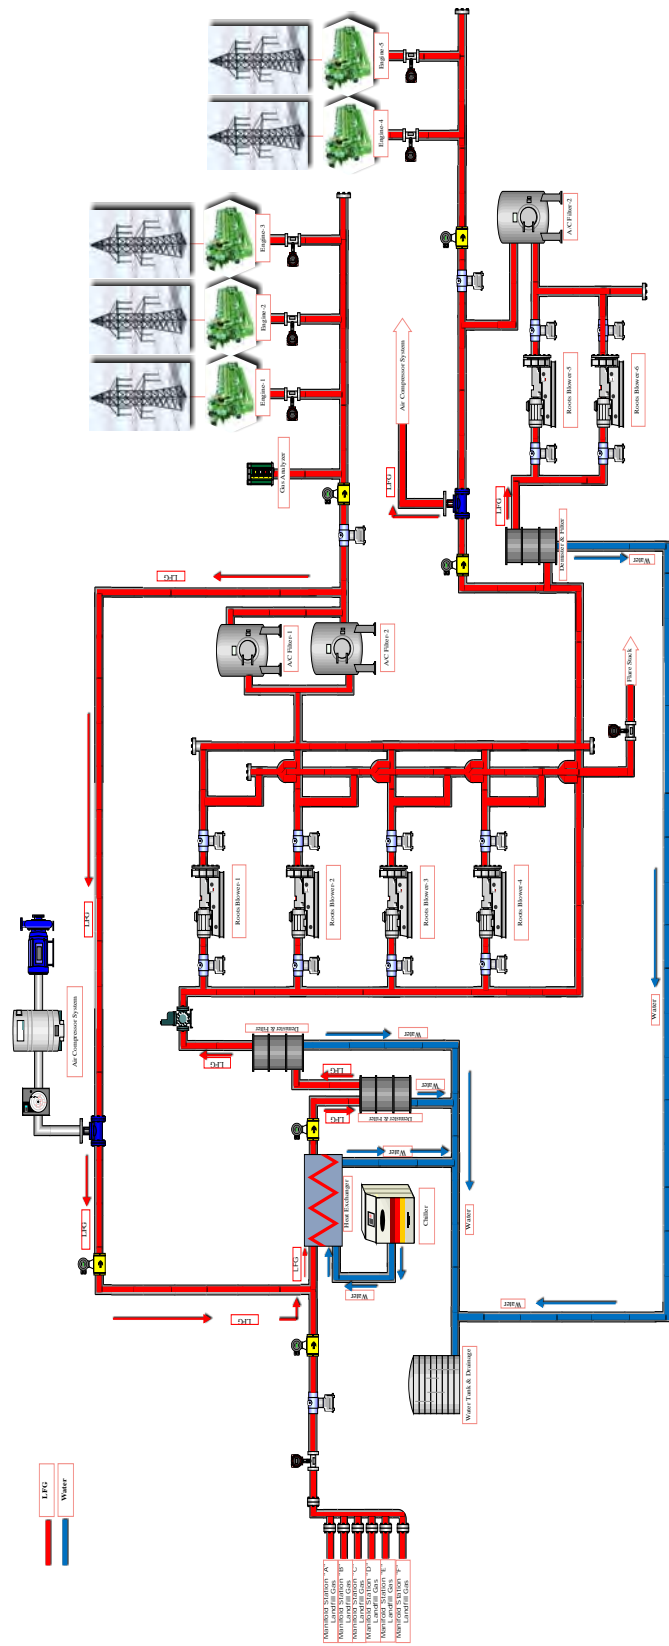 Engine-5
Engine-4
A/C Filter-2
Engine-3
Engine-2
Engine-1
Air Compressor System
Roots Blower-5
Roots Blower-6
Gas Analyzer
LFG
LFG
Demister & Filter
Water
LFG
A/C Filter-1
A/C Filter-2
Flare Stack
Roots Blower-1
Roots Blower-2
Roots Blower-3
Roots Blower-4
LFG
Air Compressor System
Water
Demister & Filter
Water
LFG
LFG
Water
LFG
Demister & Filter
Water
LFG
Heat Exchanger
Chiller
Water
LFG
Water
Water
LFG
Water Tank & Drainage
LFG
Water
Manifold Station "A"
Landfill Gas
Manifold Station "B"
Landfill Gas
Manifold Station "C"
Landfill Gas
Manifold Station "D"
Landfill Gas
Manifold Station "E"
Landfill Gas
Manifold Station "F"
Landfill Gas